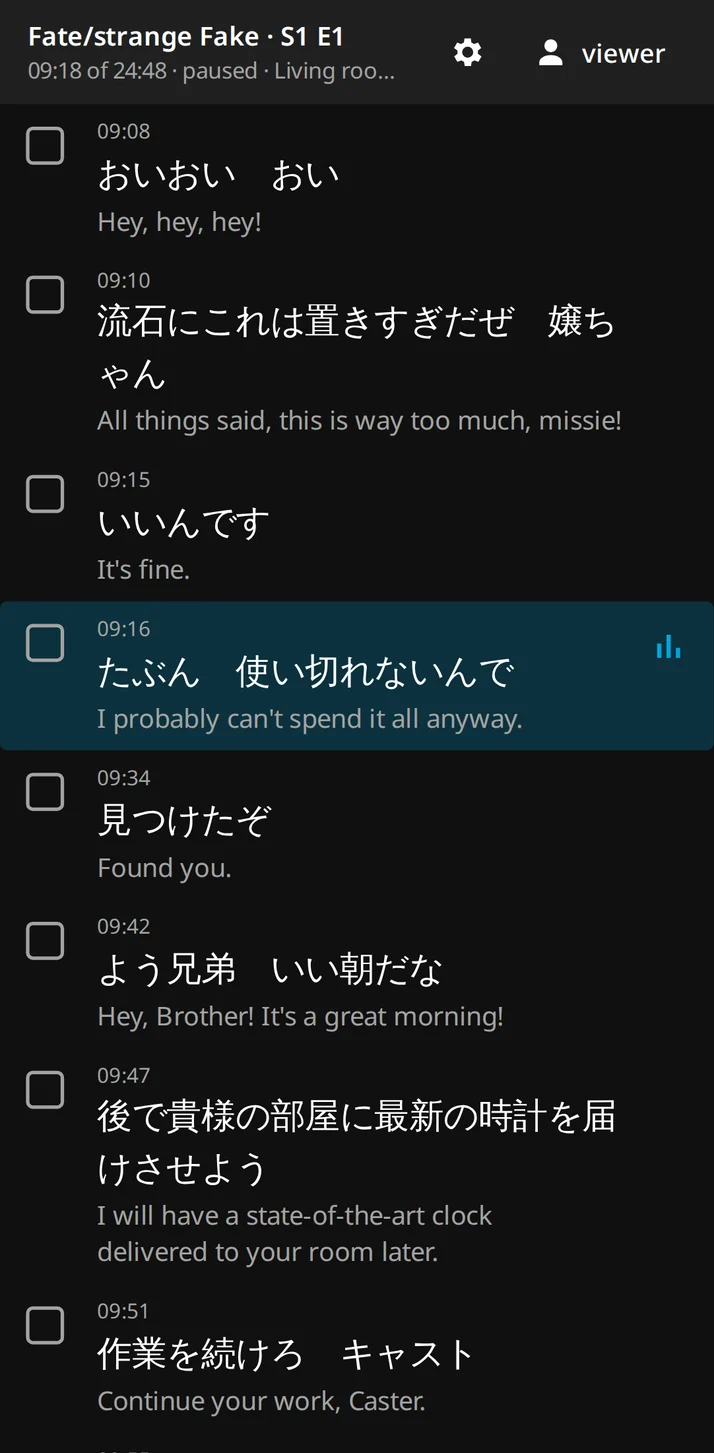 Fate/strange Fake · S1 E1
09:18 of 24:48 · paused · Living roo...
viewer
09:08
おいおい　おい
Hey, hey, hey!
09:10
流石にこれは置きすぎだぜ　嬢ち
ゃん
All things said, this is way too much, missie!
09:15
いいんです
It's fine.
09:16
たぶん　使い切れないんで
I probably can't spend it all anyway.
09:34
見つけたぞ
Found you.
09:42
よう兄弟　いい朝だな
Hey, Brother! It's a great morning!
09:47
後で貴様の部屋に最新の時計を届
けさせよう
I will have a state-of-the-art clock
delivered to your room later.
09:51
作業を続けろ　キャスト
Continue your work, Caster.